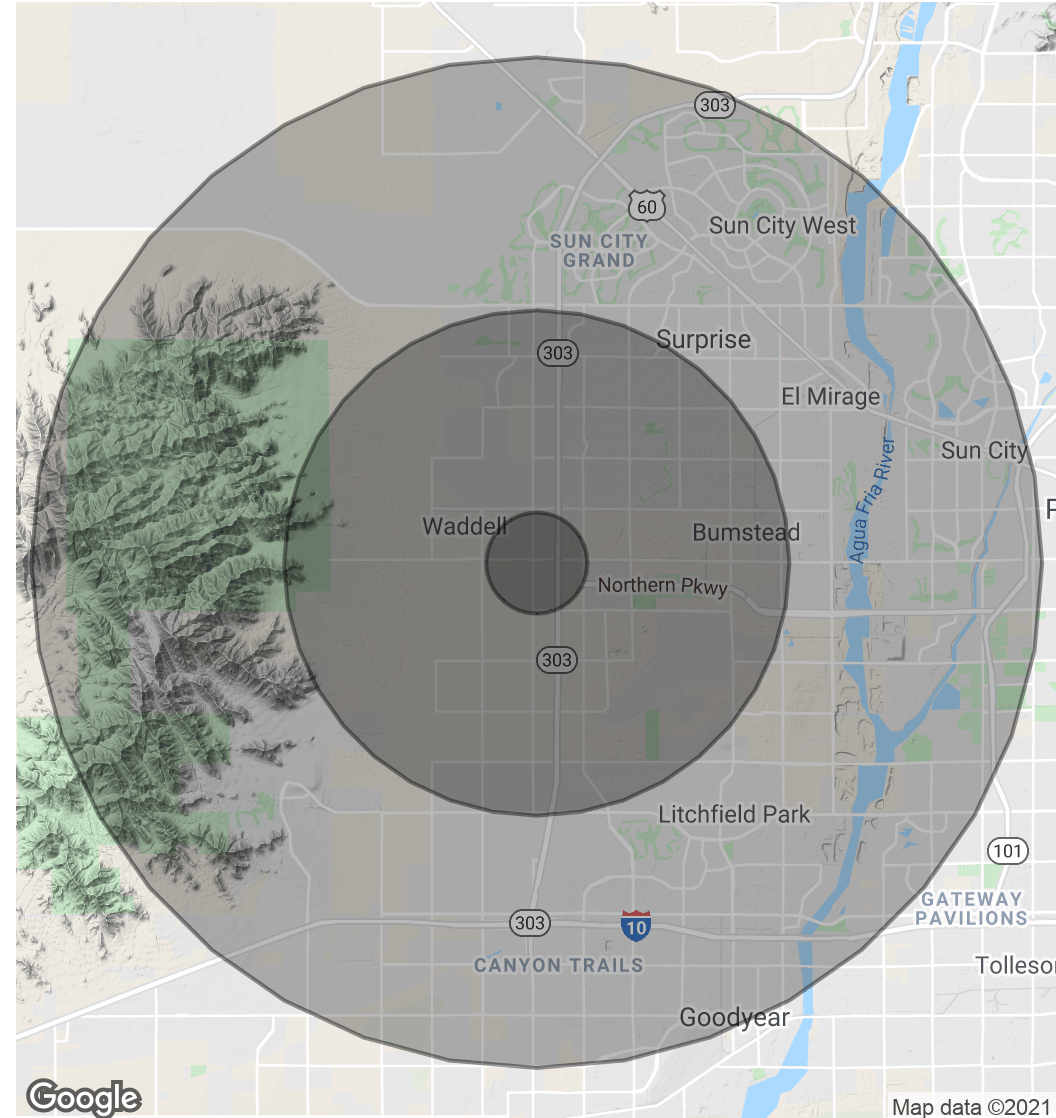 303
60
Sun City West
SUN CITY
GRAND
303
Surprise
El Mirage
Sun City
Agua Fria River
Waddell
Bumstead
Northern Pkwy
303
Litchfield Park
101
GATEWAY
PAVILIONS
303
10
CANYON TRAILS
Goodyear
Google
Map data ©2021